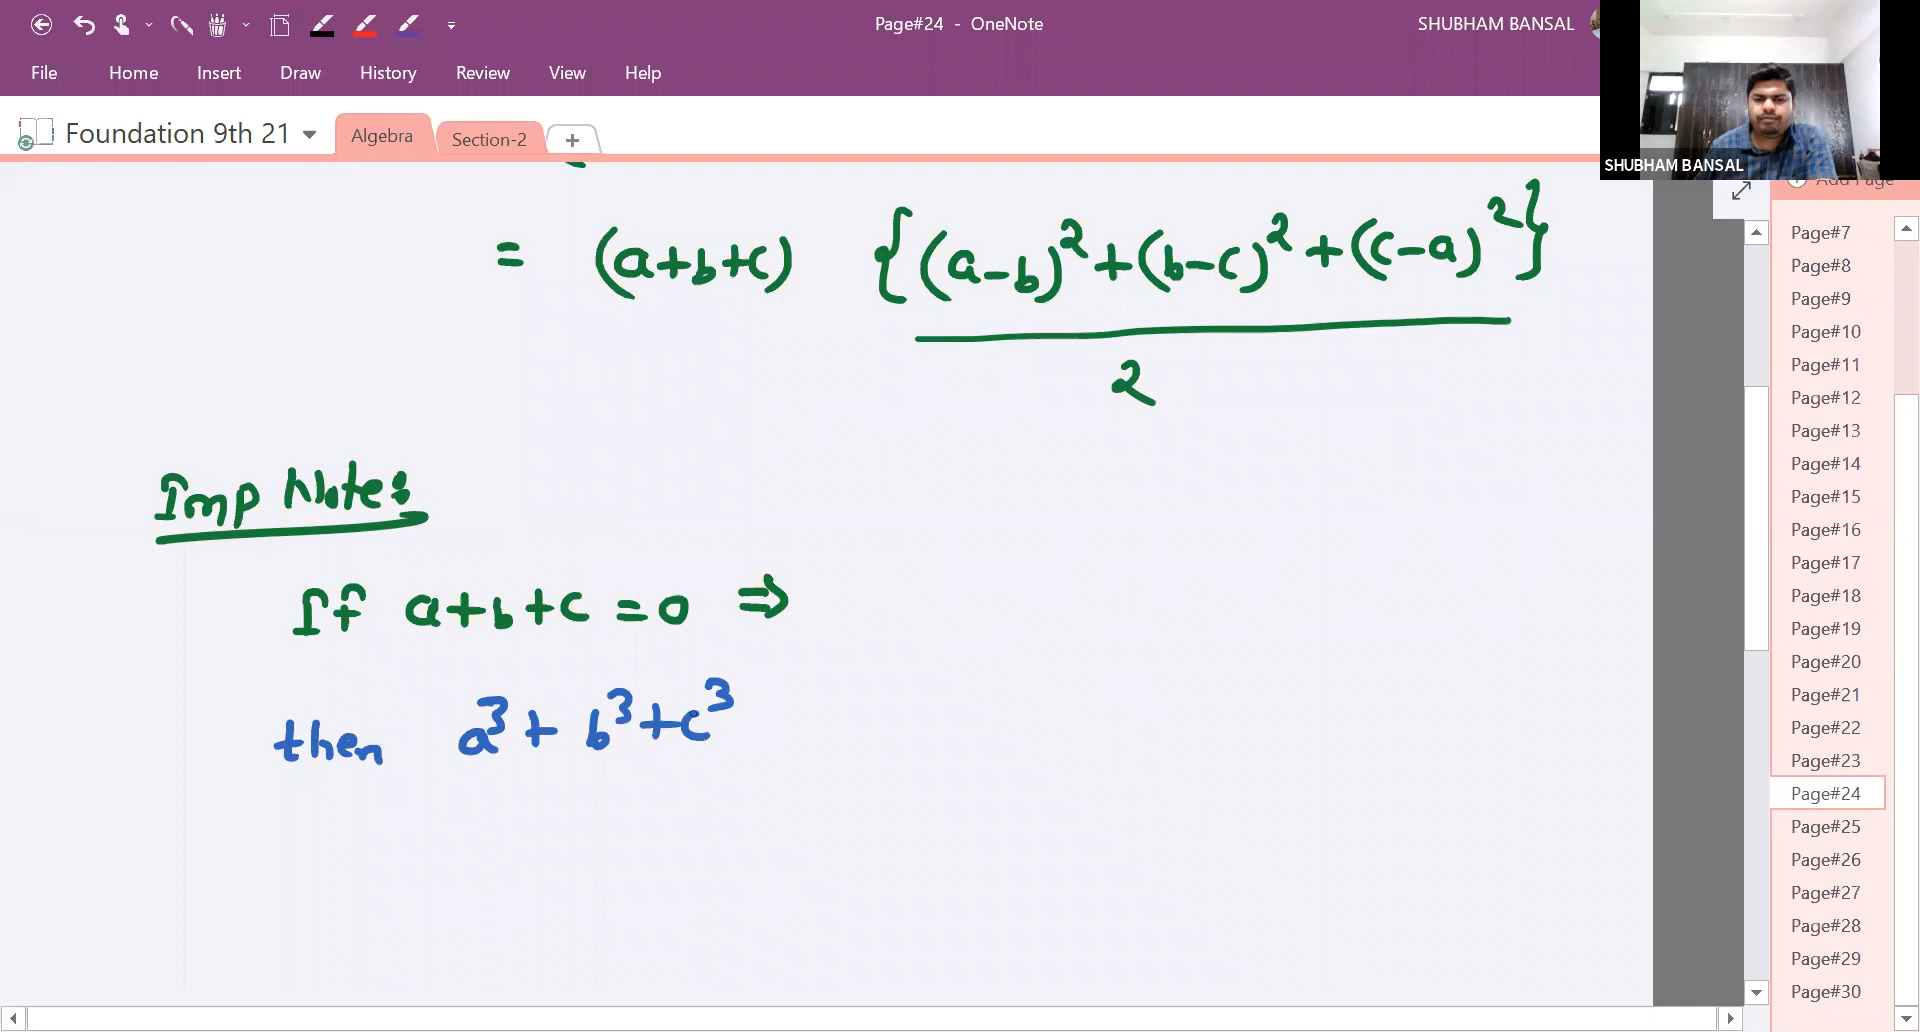 Page#24 - OneNote
SHUBHAM BANSAL
File Home Insert Draw History Review View Help
Foundation 9th 21
Algebra
Section-2
+
SHUBHAM BANSAL
Add Page
= (a+b+c) {(a-b)²+(b-c)²+(c-a)²}
2
Imp Note:
If a+b+c=0 ⇒
then a³+b³+c³
Page#7
Page#8
Page#9
Page#10
Page#11
Page#12
Page#13
Page#14
Page#15
Page#16
Page#17
Page#18
Page#19
Page#20
Page#21
Page#22
Page#23
Page#24
Page#25
Page#26
Page#27
Page#28
Page#29
Page#30